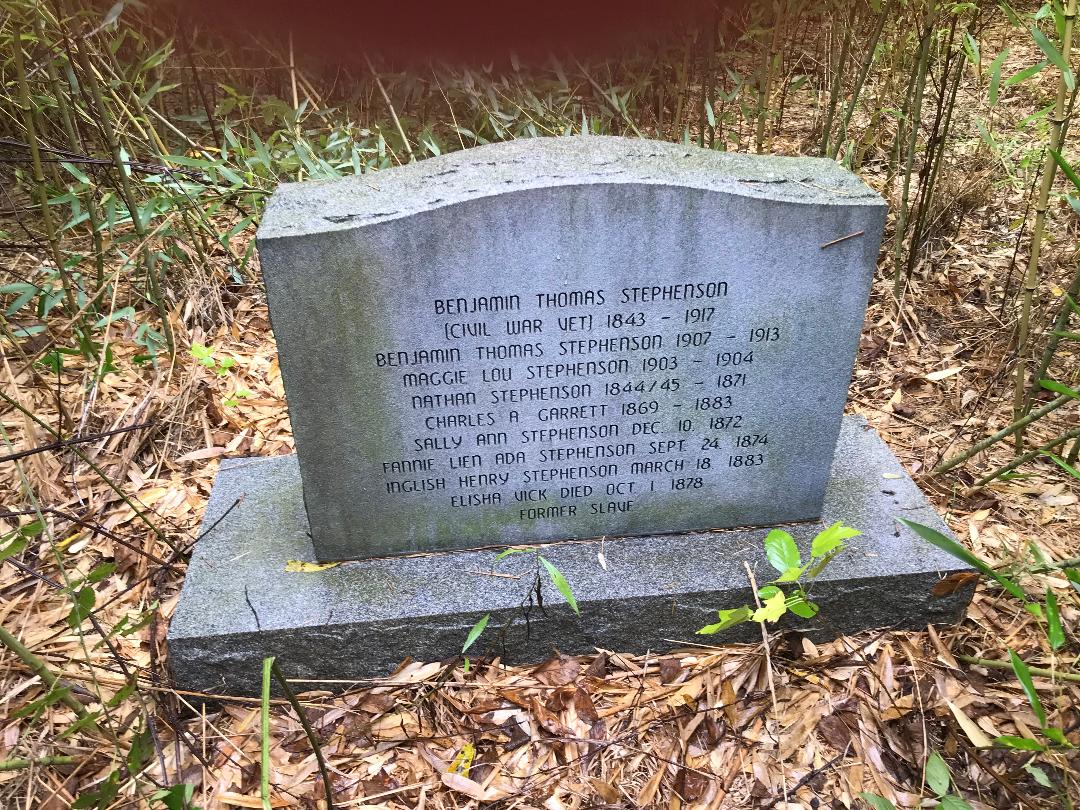 BENJAMIN THOMAS STEPHENSON
(CIVIL WAR VET) 1843 - 1917
BENJAMIN THOMAS STEPHENSON 1907 - 1913
MAGGIE LOU STEPHENSON 1903 - 1904
NATHAN STEPHENSON 1844/45 - 1871
CHARLES A GARRETT 1869 - 1883
SALLY ANN STEPHENSON DEC. 10. 1872
FANNIE LIEN ADA STEPHENSON SEPT. 24. 1874
INGLISH HENRY STEPHENSON MARCH 18. 1883
ELISHA VICK DIED OCT 1. 1878
FORMER SLAVE